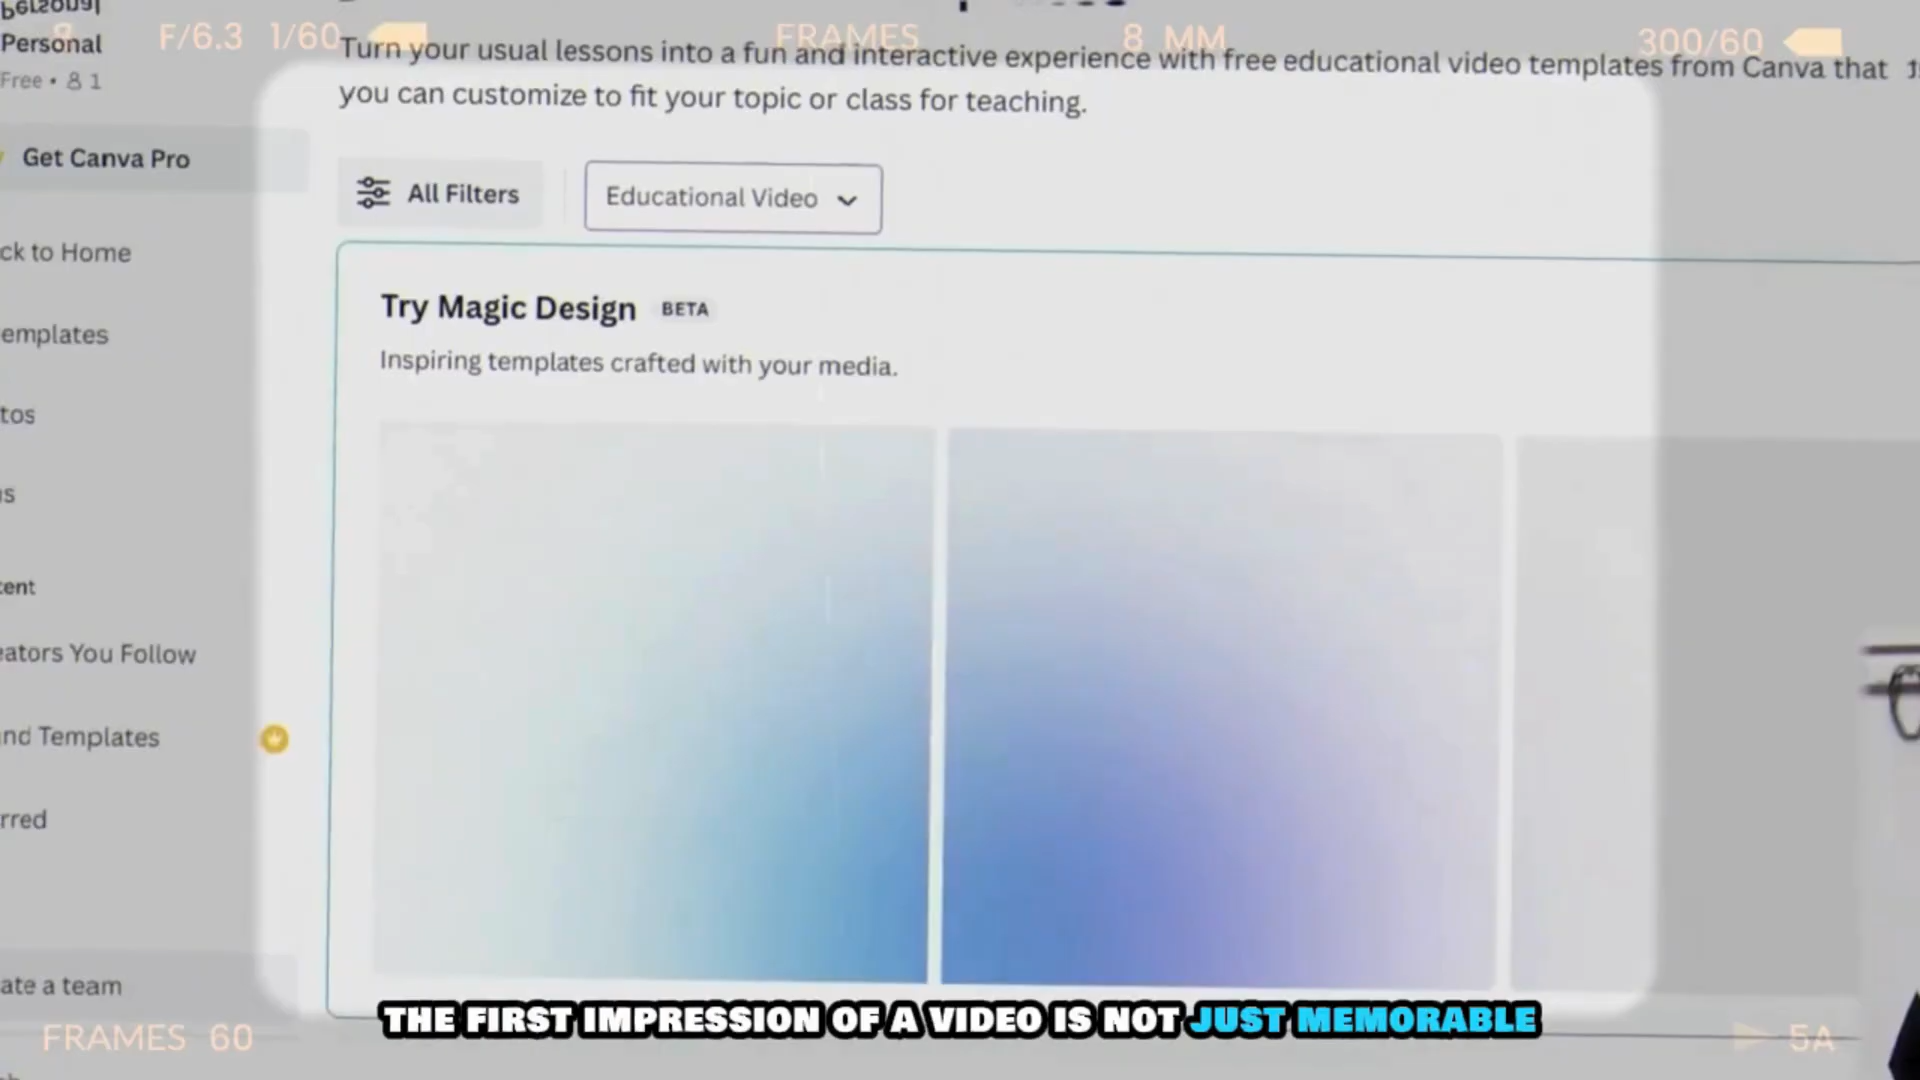 Personal
Free • 1
F/6.3 1/60
FRAMES
8 MM
300/60
Turn your usual lessons into a fun and interactive experience with free educational video templates from Canva that
you can customize to fit your topic or class for teaching.
Get Canva Pro
All Filters
Educational Video
ck to Home
Try Magic Design BETA
emplates
Inspiring templates crafted with your media.
tos
s
ent
eators You Follow
nd Templates
rred
ate a team
THE FIRST IMPRESSION OF A VIDEO IS NOT JUST MEMORABLE
FRAMES 60
5A